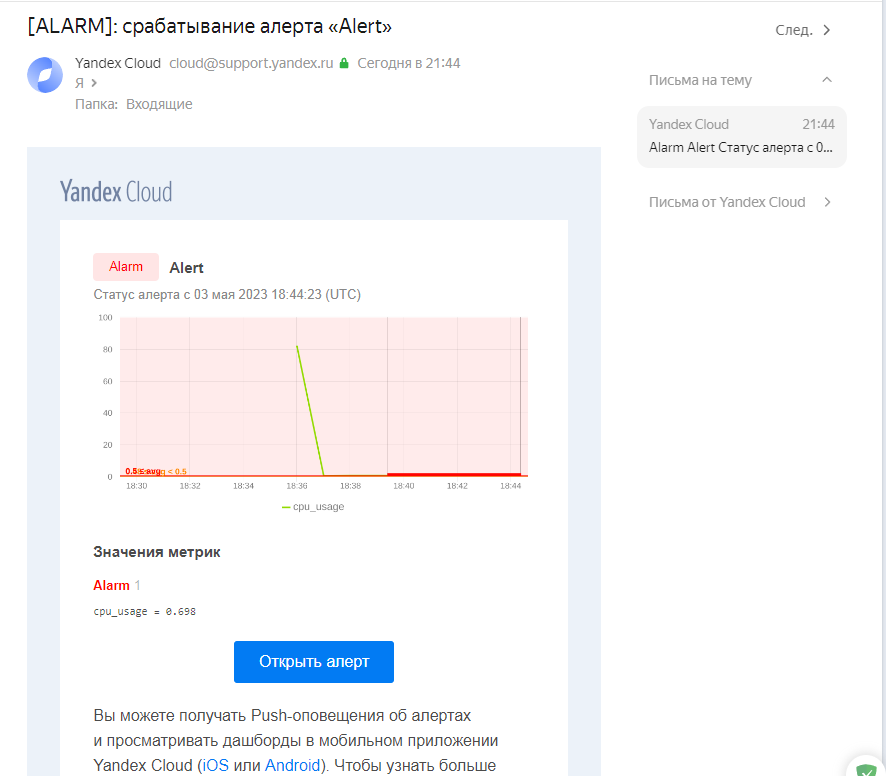 [ALARM]: срабатывание алерта «Alert»
След.
Yandex Cloud cloud@support.yandex.ru Сегодня в 21:44
Я
Папка: Входящие
Письма на тему
Yandex Cloud 21:44
Alarm Alert Статус алерта с 0...
Письма от Yandex Cloud
Yandex Cloud
Alarm Alert
Статус алерта с 03 мая 2023 18:44:23 (UTC)
100
80
60
40
20
0
0.5 ≤ avg < 0.5
18:30 18:32 18:34 18:36 18:38 18:40 18:42 18:44
cpu_usage
Значения метрик
Alarm 1
cpu_usage = 0.698
Открыть алерт
Вы можете получать Push-оповещения об алертах
и просматривать дашборды в мобильном приложении
Yandex Cloud (iOS или Android). Чтобы узнать больше